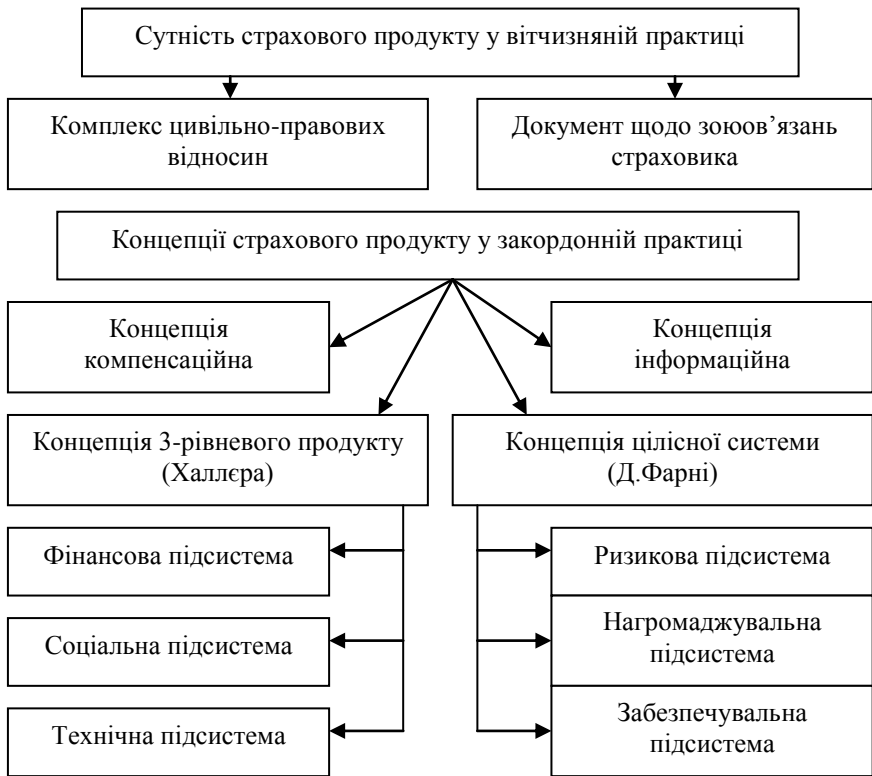 Сутність страхового продукту у вітчизняній практиці
Комплекс цивільно-правових
відносин
Документ щодо зоюов’язань
страховика
Концепції страхового продукту у закордонній практиці
Концепція
компенсаційна
Концепція
інформаційна
Концепція 3-рівневого продукту
(Халлєра)
Концепція цілісної системи
(Д.Фарні)
Фінансова підсистема
Ризикова підсистема
Соціальна підсистема
Нагромаджувальна
підсистема
Технічна підсистема
Забезпечувальна
підсистема